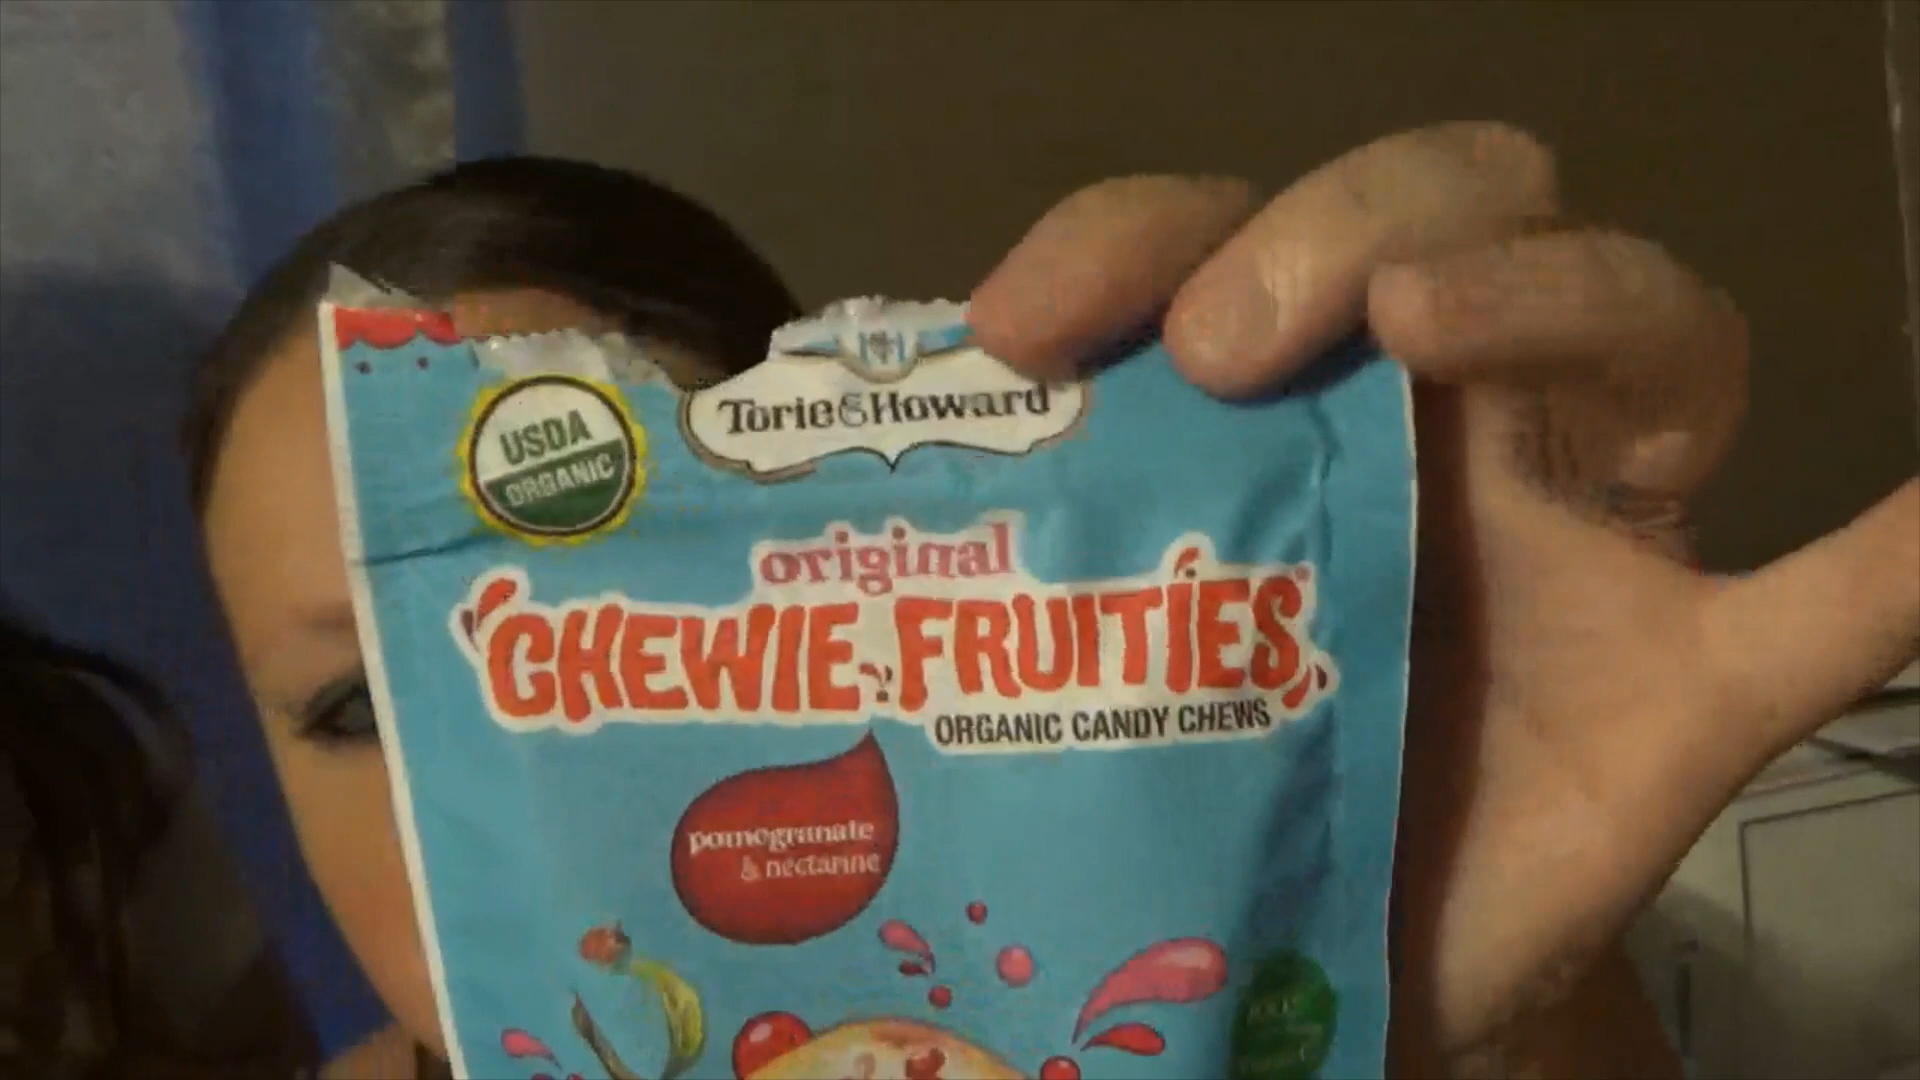 Torie & Howard
USDA
ORGANIC
original
CHEWIE FRUITIES
ORGANIC CANDY CHEWS
pomegranate
& nectarine